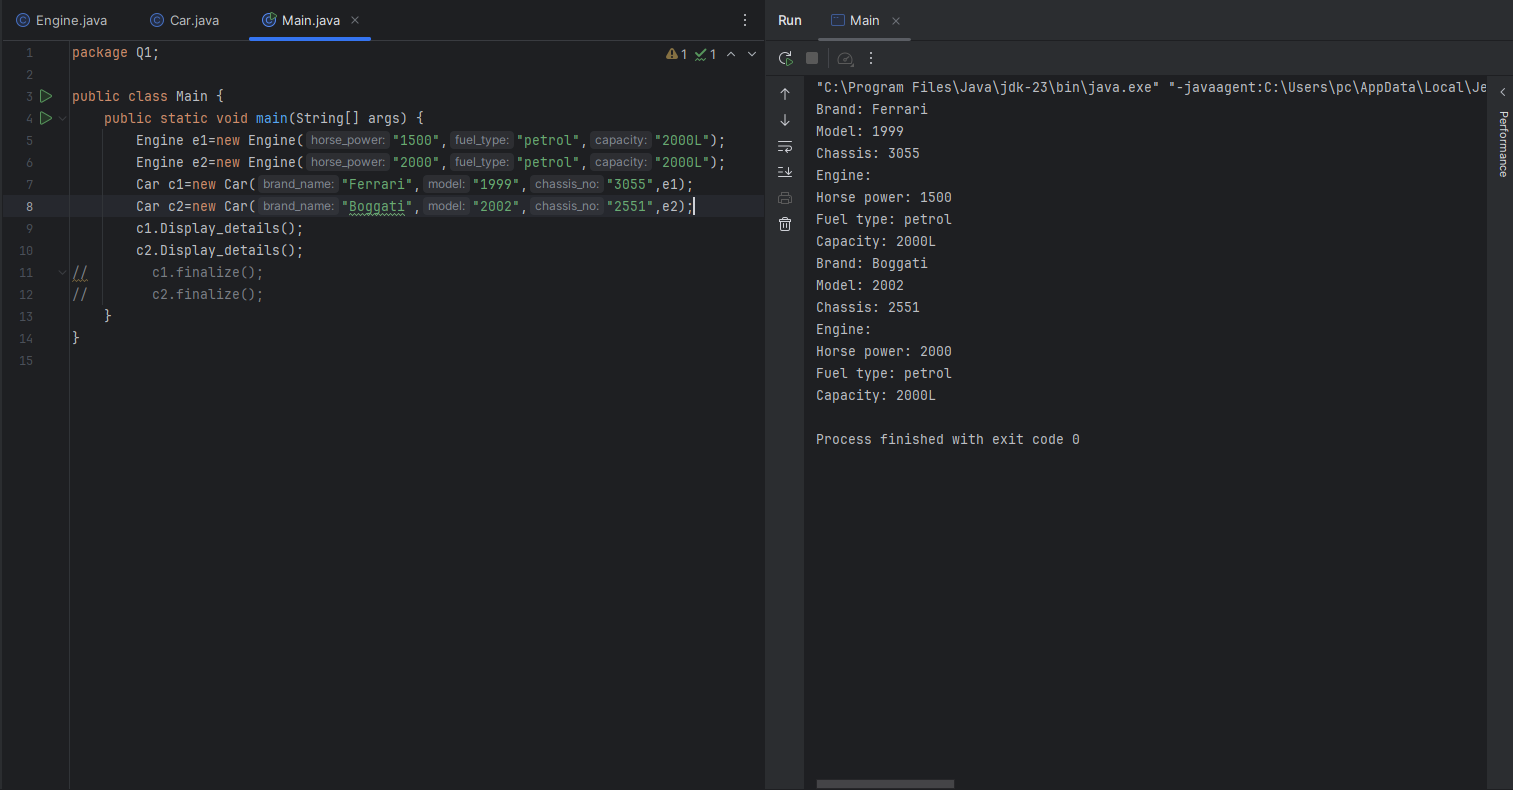 Engine.java Car.java Main.java
1 package Q1; 1 1
2
3 public class Main {
4 public static void main(String[] args) {
5 Engine e1=new Engine( horse_power: "1500", fuel_type: "petrol", capacity: "2000L");
6 Engine e2=new Engine( horse_power: "2000", fuel_type: "petrol", capacity: "2000L");
7 Car c1=new Car( brand_name: "Ferrari", model: "1999", chassis_no: "3055",e1);
8 Car c2=new Car( brand_name: "Boggati", model: "2002", chassis_no: "2551",e2);
9 c1.Display_details();
10 c2.Display_details();
11 // c1.finalize();
12 // c2.finalize();
13 }
14 }
15
Run Main
"C:\Program Files\Java\jdk-23\bin\java.exe" "-javaagent:C:\Users\pc\AppData\Local\Je
Brand: Ferrari
Model: 1999
Chassis: 3055
Engine:
Horse power: 1500
Fuel type: petrol
Capacity: 2000L
Brand: Boggati
Model: 2002
Chassis: 2551
Engine:
Horse power: 2000
Fuel type: petrol
Capacity: 2000L
Process finished with exit code 0
Performance